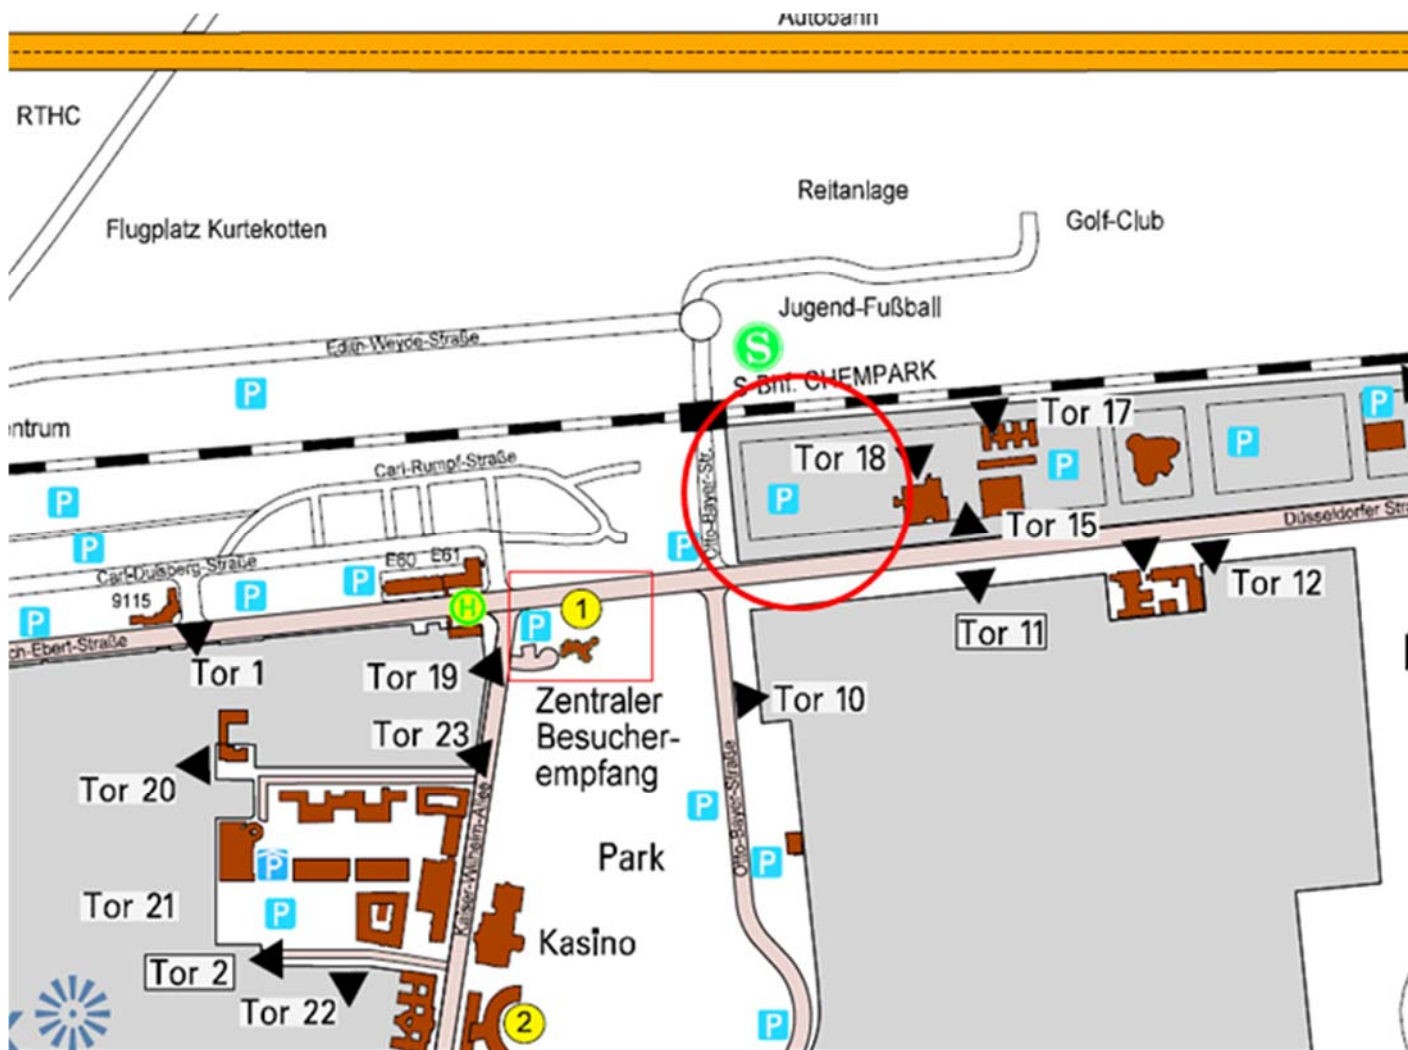 Autobahn
RTHC
Reitanlage
Golf-Club
Flugplatz Kurtekotten
Jugend-Fußball
Edith-Weyde-Straße
S
P
S-Bhf. CHEMPARK
P
Tor 17
entrum
P
Tor 18
P
Carl-Rumpf-Straße
Otto-Bayer-Str.
P
P
Düsseldorfer Stra
Tor 15
P
P
E60
E61
Carl-Duisberg-Straße
P
P
9115
H
1
Tor 12
P
P
Tor 11
ch-Ebert-Straße
Tor 1
Tor 19
Zentraler
Besucher-
empfang
Tor 10
Tor 23
Tor 20
Otto-Bayer-Straße
P
Kaiser-Wilhelm-Allee
Park
P
P
Tor 21
P
Kasino
Tor 2
Tor 22
2
P